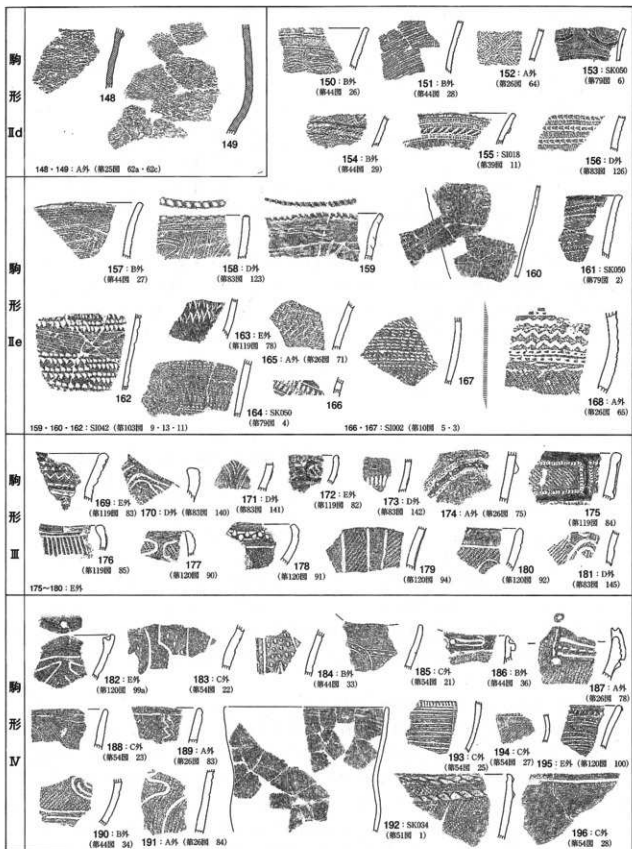 駒形Ⅱd
148
149
148・149：A外（第25図 62a・62c）
150：B外
（第44図 26）
151：B外
（第44図 28）
152：A外
（第26図 64）
153：SK050
（第79図 6）
154：B外
（第44図 29）
155：SI018
（第39図 11）
156：D外
（第83図 126）
駒形Ⅱe
157：B外
（第44図 27）
158：D外
（第83図 123）
159
160
161：SK050
（第79図 2）
162
163：E外
（第119図 78）
164：SK050
（第79図 4）
165：A外（第26図 71）
166
167
168：A外
（第26図 65）
159・160・162：SI042（第103図 9・13・11）
166・167：SI002（第10図 5・3）
駒形Ⅲ
169：E外
（第119図 83）
170：D外（第83図 140）
171：D外
（第83図 141）
172：E外
（第119図 82）
173：D外
（第83図 142）
174：A外（第26図 75）
175
（第119図 84）
176
（第119図 85）
177
（第120図 90）
178
（第120図 91）
179
（第120図 94）
180
（第120図 92）
181：D外
（第83図 145）
175～180：E外
駒形Ⅳ
182：E外
（第120図 99a）
183：C外
（第54図 22）
184：B外
（第44図 33）
185：C外
（第54図 21）
186：B外
（第44図 36）
187：A外
（第26図 78）
188：C外
（第54図 23）
189：A外
（第26図 83）
190：B外
（第44図 34）
191：A外（第26図 84）
192：SK034
（第51図 1）
193：C外
（第54図 25）
194：C外
（第54図 27）
195：E外（第120図 100）
196：C外
（第54図 28）